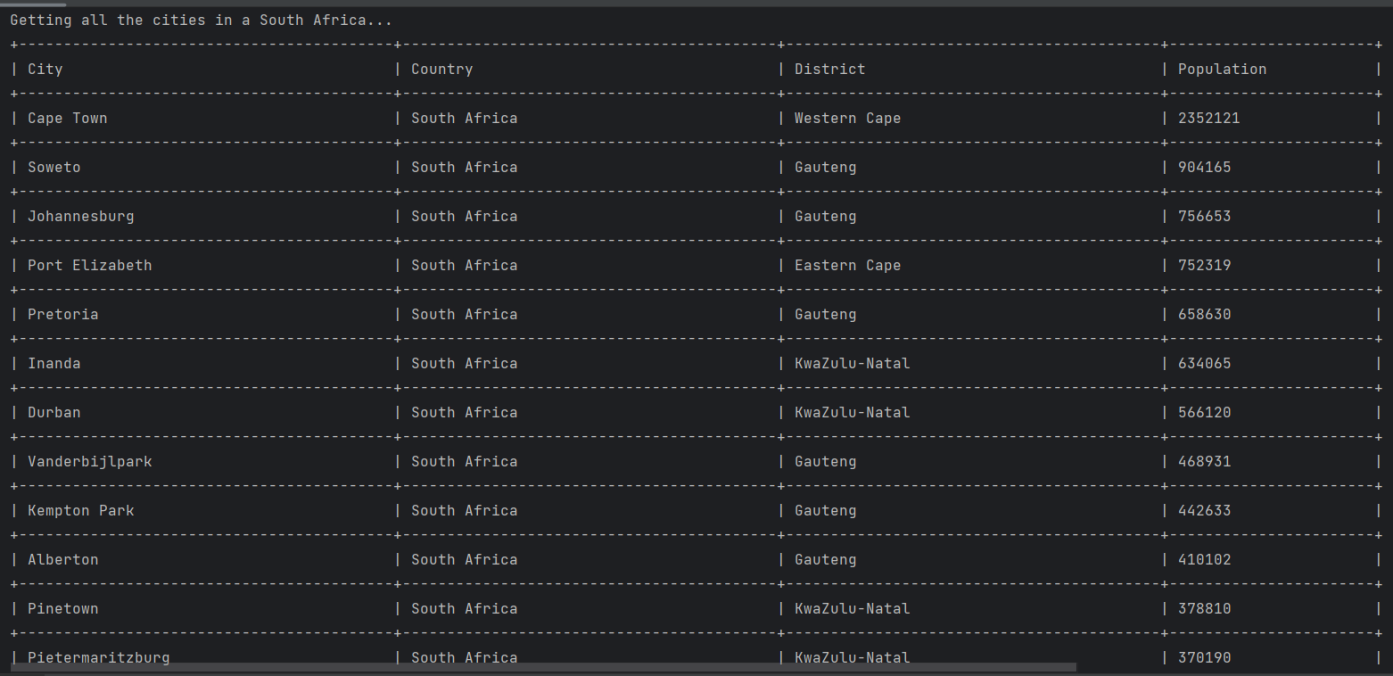 Getting all the cities in a South Africa...
+------------------------------------------+------------------------------------------+------------------------------------------+-----------------------+
| City | Country | District | Population |
+------------------------------------------+------------------------------------------+------------------------------------------+-----------------------+
| Cape Town | South Africa | Western Cape | 2352121 |
+------------------------------------------+------------------------------------------+------------------------------------------+-----------------------+
| Soweto | South Africa | Gauteng | 904165 |
+------------------------------------------+------------------------------------------+------------------------------------------+-----------------------+
| Johannesburg | South Africa | Gauteng | 756653 |
+------------------------------------------+------------------------------------------+------------------------------------------+-----------------------+
| Port Elizabeth | South Africa | Eastern Cape | 752319 |
+------------------------------------------+------------------------------------------+------------------------------------------+-----------------------+
| Pretoria | South Africa | Gauteng | 658630 |
+------------------------------------------+------------------------------------------+------------------------------------------+-----------------------+
| Inanda | South Africa | KwaZulu-Natal | 634065 |
+------------------------------------------+------------------------------------------+------------------------------------------+-----------------------+
| Durban | South Africa | KwaZulu-Natal | 566120 |
+------------------------------------------+------------------------------------------+------------------------------------------+-----------------------+
| Vanderbijlpark | South Africa | Gauteng | 468931 |
+------------------------------------------+------------------------------------------+------------------------------------------+-----------------------+
| Kempton Park | South Africa | Gauteng | 442633 |
+------------------------------------------+------------------------------------------+------------------------------------------+-----------------------+
| Alberton | South Africa | Gauteng | 410102 |
+------------------------------------------+------------------------------------------+------------------------------------------+-----------------------+
| Pinetown | South Africa | KwaZulu-Natal | 378810 |
+------------------------------------------+------------------------------------------+------------------------------------------+-----------------------+
| Pietermaritzburg | South Africa | KwaZulu-Natal | 370190 |